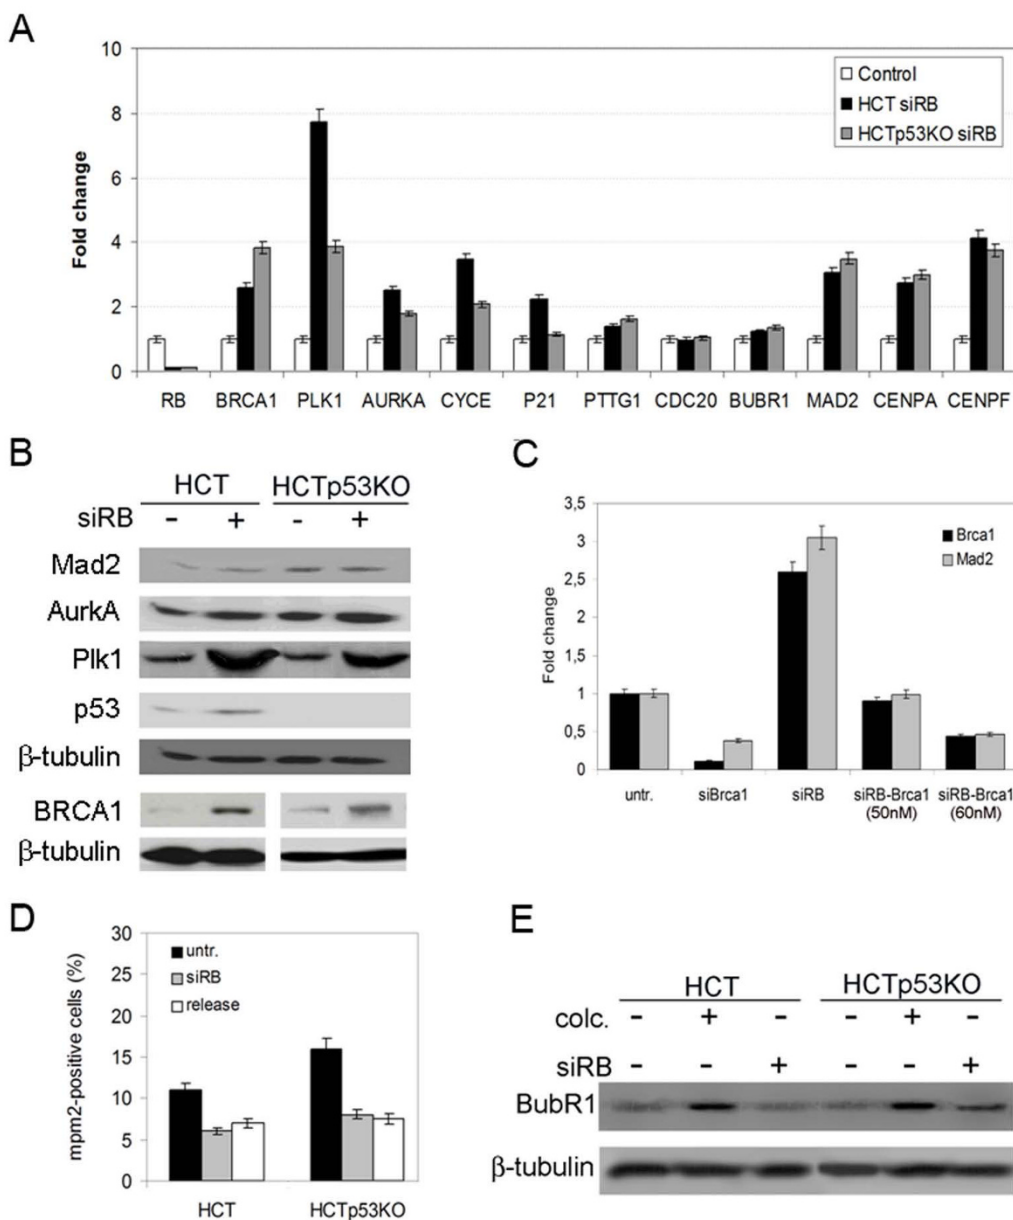 A
10
8
6
4
2
0
Fold change
Control
HCT siRB
HCTp53KO siRB
RB BRCA1 PLK1 AURKA CYCE P21 PTTG1 CDC20 BUBR1 MAD2 CENPA CENPF
B
HCT HCTp53KO
siRB - + - +
Mad2
AurkA
Plk1
p53
β-tubulin
BRCA1
β-tubulin
C
3,5
3
2,5
2
1,5
1
0,5
0
Fold change
Brca1
Mad2
untr. siBrca1 siRB siRB-Brca1 siRB-Brca1
(50nM) (60nM)
D
30
25
20
15
10
5
0
mpm2-positive cells (%)
untr.
siRB
release
HCT HCTp53KO
E
HCT HCTp53KO
colc. - + - - + -
siRB - - + - - +
BubR1
β-tubulin